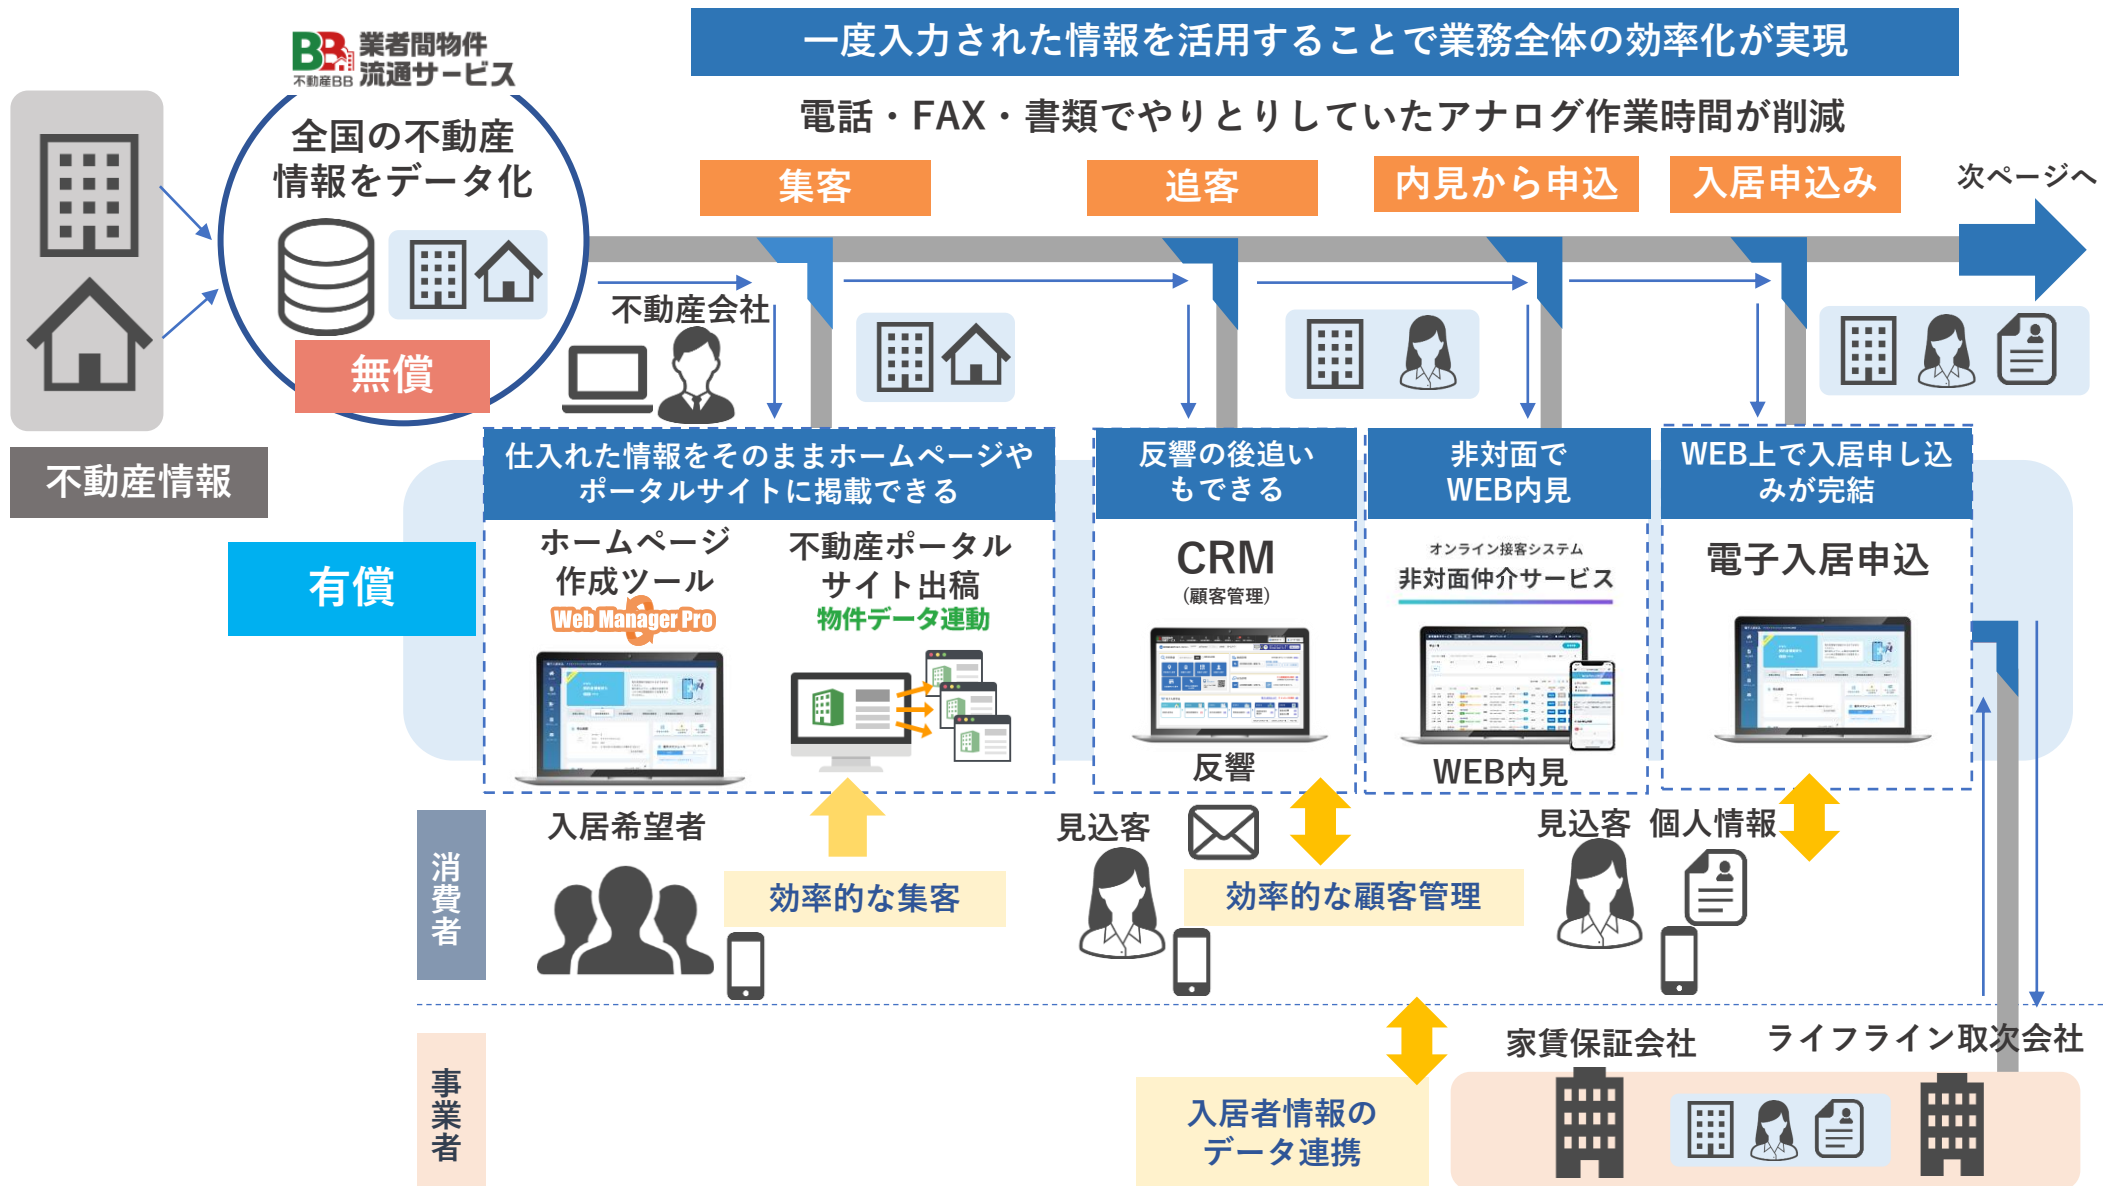 一度入力された情報を活用することで業務全体の効率化が実現
電話・FAX・書類でやりとりしていたアナログ作業時間が削減
BB
不動産BB
業者間物件
流通サービス
全国の不動産
情報をデータ化
無償
不動産情報
集客
追客
内見から申込
入居申込み
次ページへ
不動産会社
有償
仕入れた情報をそのままホームページや
ポータルサイトに掲載できる
ホームページ
作成ツール
Web Manager Pro
不動産ポータル
サイト出稿
物件データ連動
反響の後追い
もできる
CRM
(顧客管理)
反響
非対面で
WEB内見
オンライン接客システム
非対面仲介サービス
WEB内見
WEB上で入居申し込
みが完結
電子入居申込
消費者
入居希望者
効率的な集客
見込客
効率的な顧客管理
見込客
個人情報
事業者
入居者情報の
データ連携
家賃保証会社
ライフライン取次会社